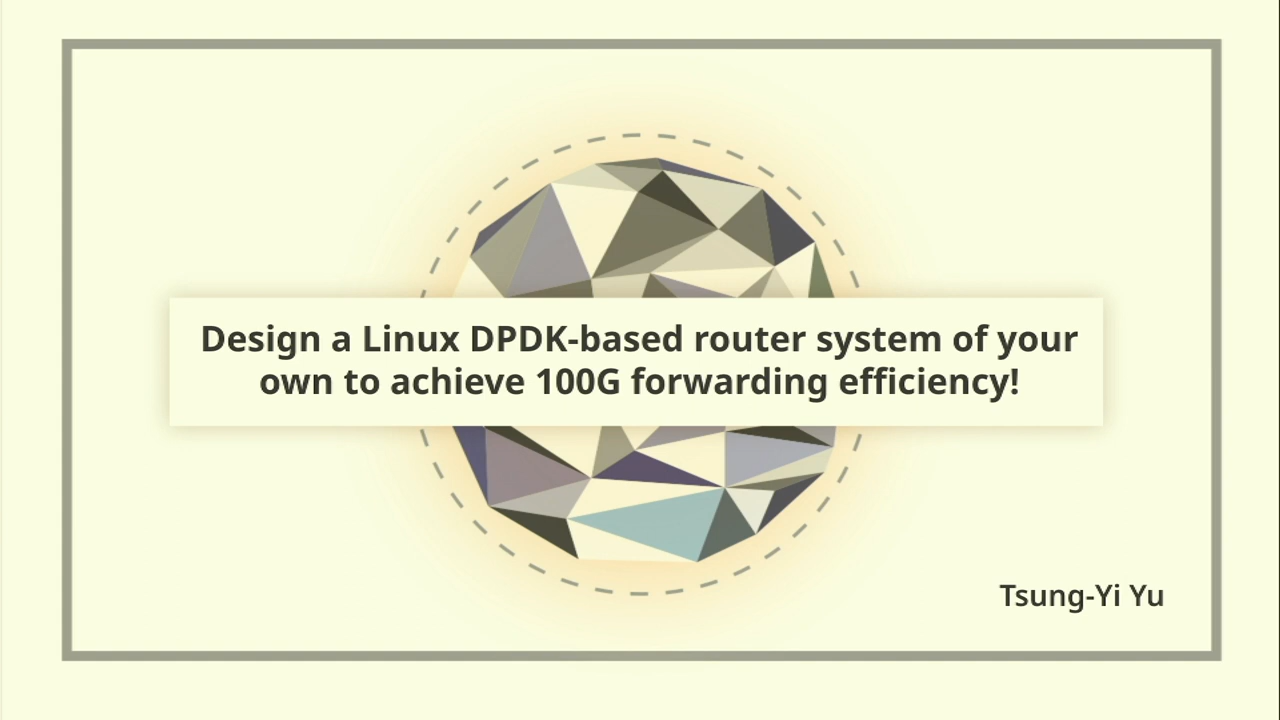 Design a Linux DPDK-based router system of your
own to achieve 100G forwarding efficiency!
Tsung-Yi Yu